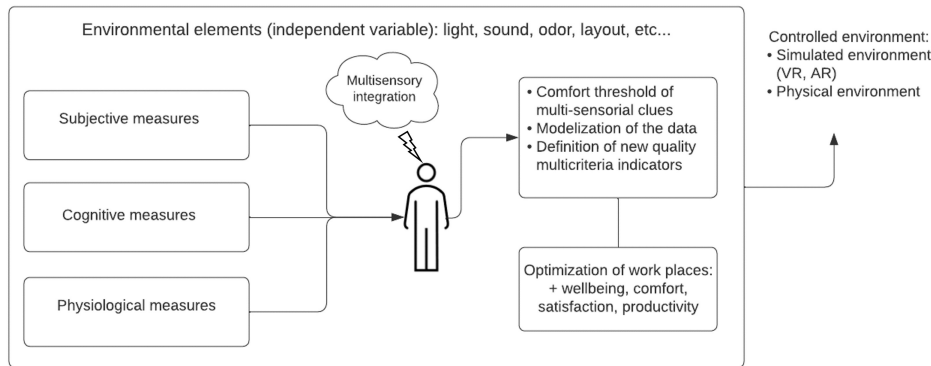 Environmental elements (independent variable): light, sound, odor, layout, etc...
Multisensory
integration
Subjective measures
Cognitive measures
Physiological measures
• Comfort threshold of
multi-sensorial clues
• Modelization of the data
• Definition of new quality
multicriteria indicators
Optimization of work places:
+ wellbeing, comfort,
satisfaction, productivity
Controlled environment:
• Simulated environment
(VR, AR)
• Physical environment